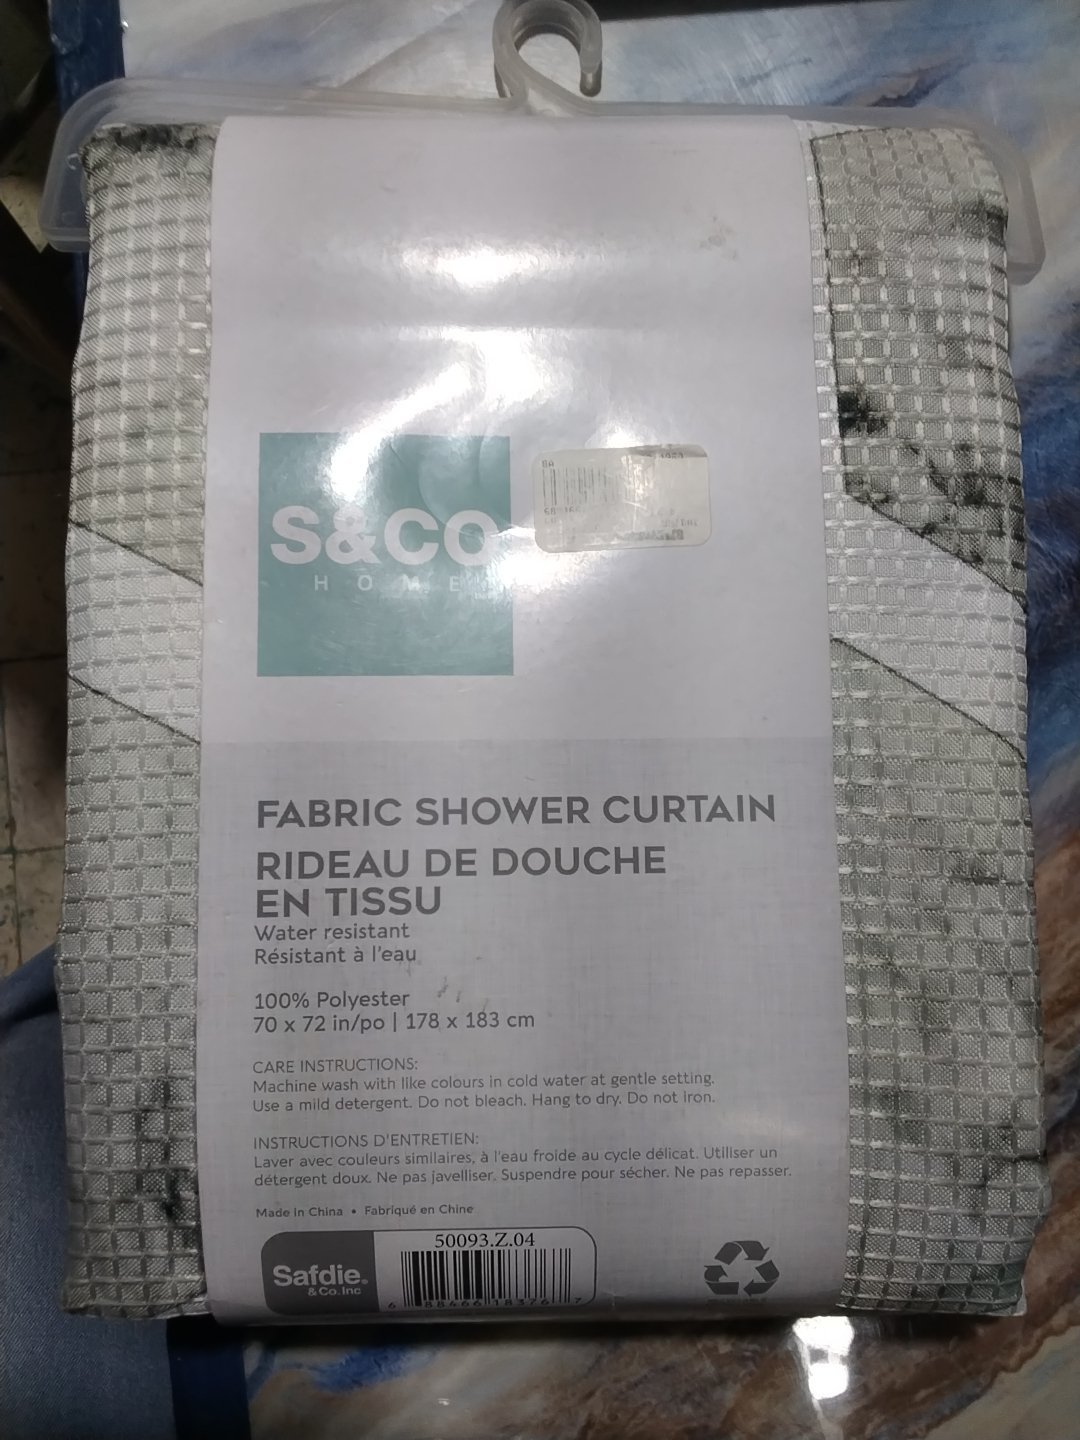 S&CO
HOME
FABRIC SHOWER CURTAIN
RIDEAU DE DOUCHE
EN TISSU
Water resistant
Résistant à l'eau
100% Polyester
70 x 72 in/po | 178 x 183 cm
CARE INSTRUCTIONS:
Machine wash with like colours in cold water at gentle setting.
Use a mild detergent. Do not bleach. Hang to dry. Do not iron.
INSTRUCTIONS D'ENTRETIEN:
Laver avec couleurs similaires, à l'eau froide au cycle délicat. Utiliser un
détergent doux. Ne pas javelliser. Suspendre pour sécher. Ne pas repasser.
Made in China • Fabriqué en Chine
50093.Z.04
Safdie.
& Co. Inc
6 88466 18376 7